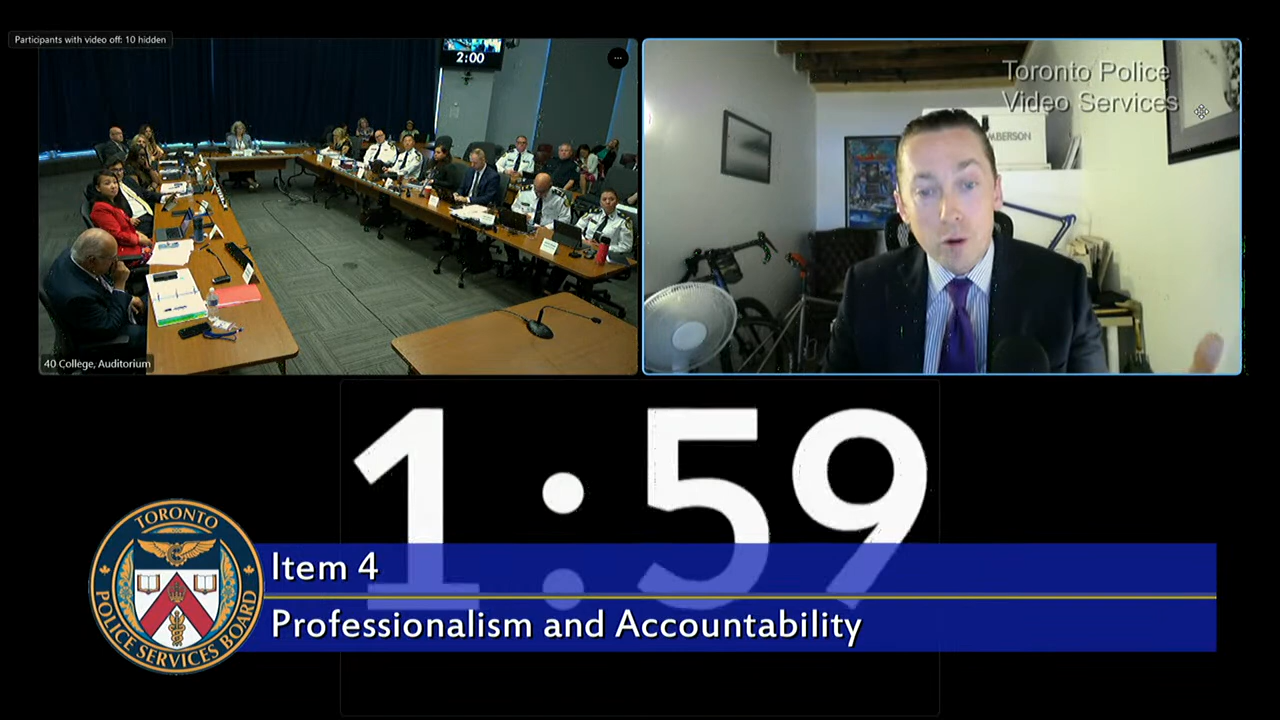 Participants with video off: 10 hidden
2:00
Toronto Police
Video Services
MBERSON
40 College, Auditorium
1:59
TORONTO
POLICE SERVICES BOARD
Item 4
Professionalism and Accountability